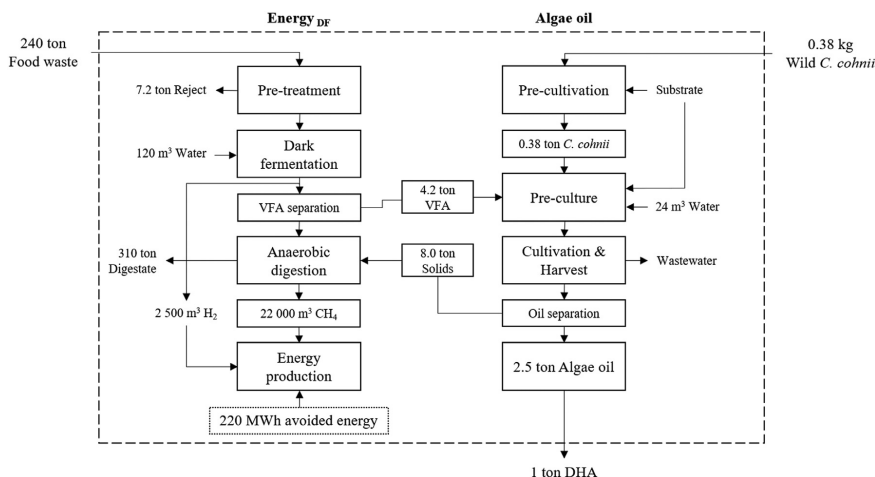 Energy DF
Algae oil
240 ton
Food waste
0.38 kg
Wild C. cohnii
7.2 ton Reject
Pre-treatment
Pre-cultivation
Substrate
120 m³ Water
Dark
fermentation
0.38 ton C. cohnii
VFA separation
4.2 ton
VFA
Pre-culture
24 m³ Water
310 ton
Digestate
Anaerobic
digestion
8.0 ton
Solids
Cultivation &
Harvest
Wastewater
2 500 m³ H₂
22 000 m³ CH₄
Oil separation
Energy
production
2.5 ton Algae oil
220 MWh avoided energy
1 ton DHA